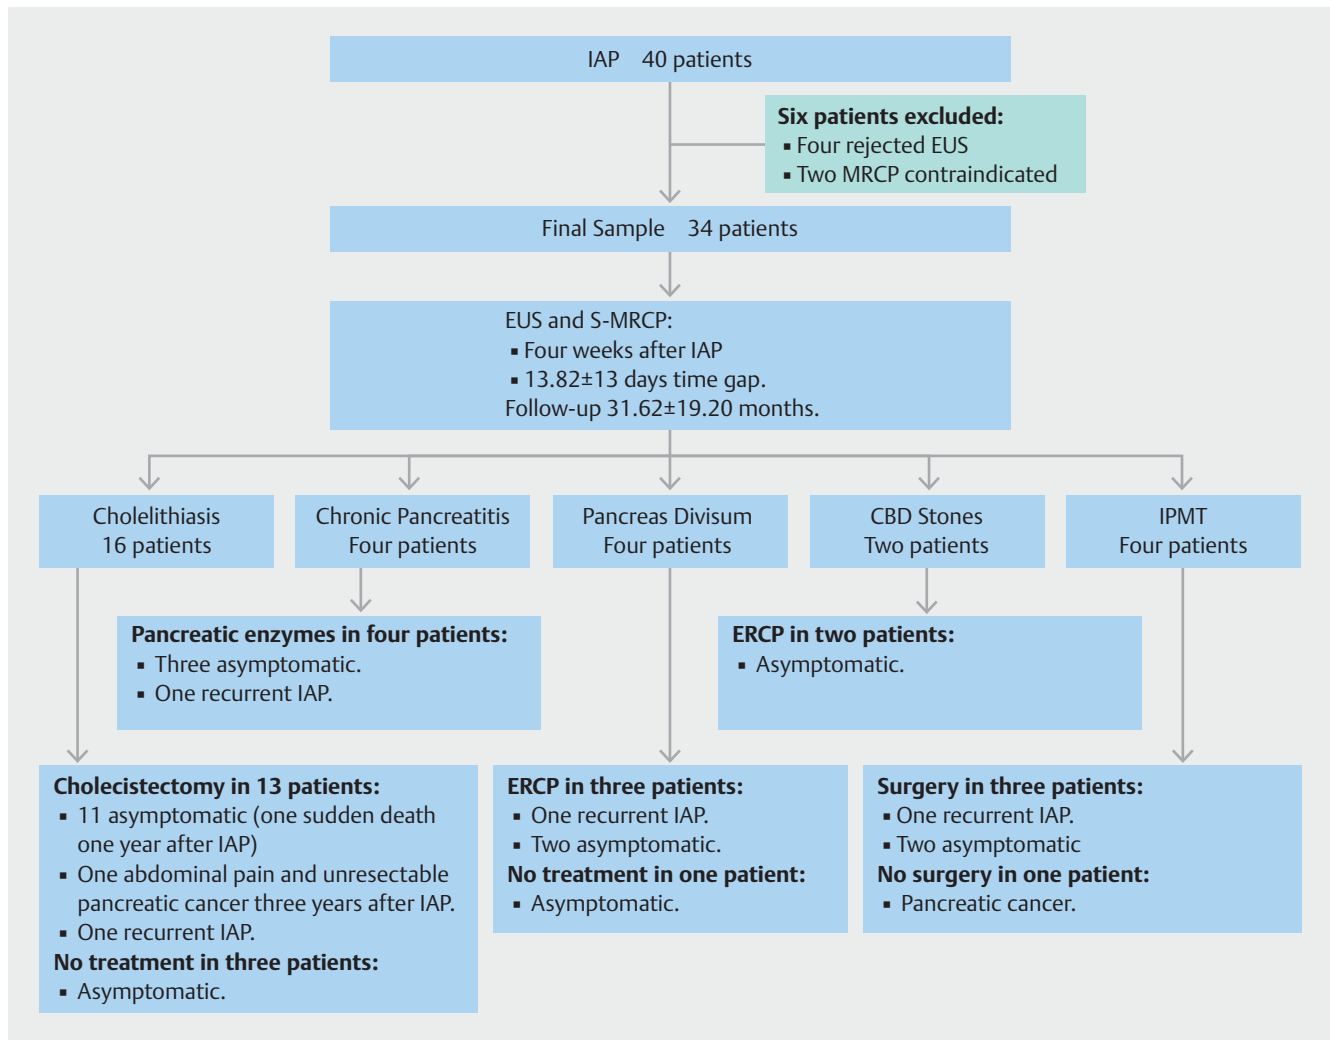 IAP 40 patients
Six patients excluded:
▪ Four rejected EUS
▪ Two MRCP contraindicated
Final Sample 34 patients
EUS and S-MRCP:
▪ Four weeks after IAP
▪ 13.82±13 days time gap.
Follow-up 31.62±19.20 months.
Cholelithiasis
16 patients
Chronic Pancreatitis
Four patients
Pancreas Divisum
Four patients
CBD Stones
Two patients
IPMT
Four patients
Pancreatic enzymes in four patients:
▪ Three asymptomatic.
▪ One recurrent IAP.
ERCP in two patients:
▪ Asymptomatic.
Cholecistectomy in 13 patients:
▪ 11 asymptomatic (one sudden death
one year after IAP)
▪ One abdominal pain and unresectable
pancreatic cancer three years after IAP.
▪ One recurrent IAP.
No treatment in three patients:
▪ Asymptomatic.
ERCP in three patients:
▪ One recurrent IAP.
▪ Two asymptomatic.
No treatment in one patient:
▪ Asymptomatic.
Surgery in three patients:
▪ One recurrent IAP.
▪ Two asymptomatic
No surgery in one patient:
▪ Pancreatic cancer.